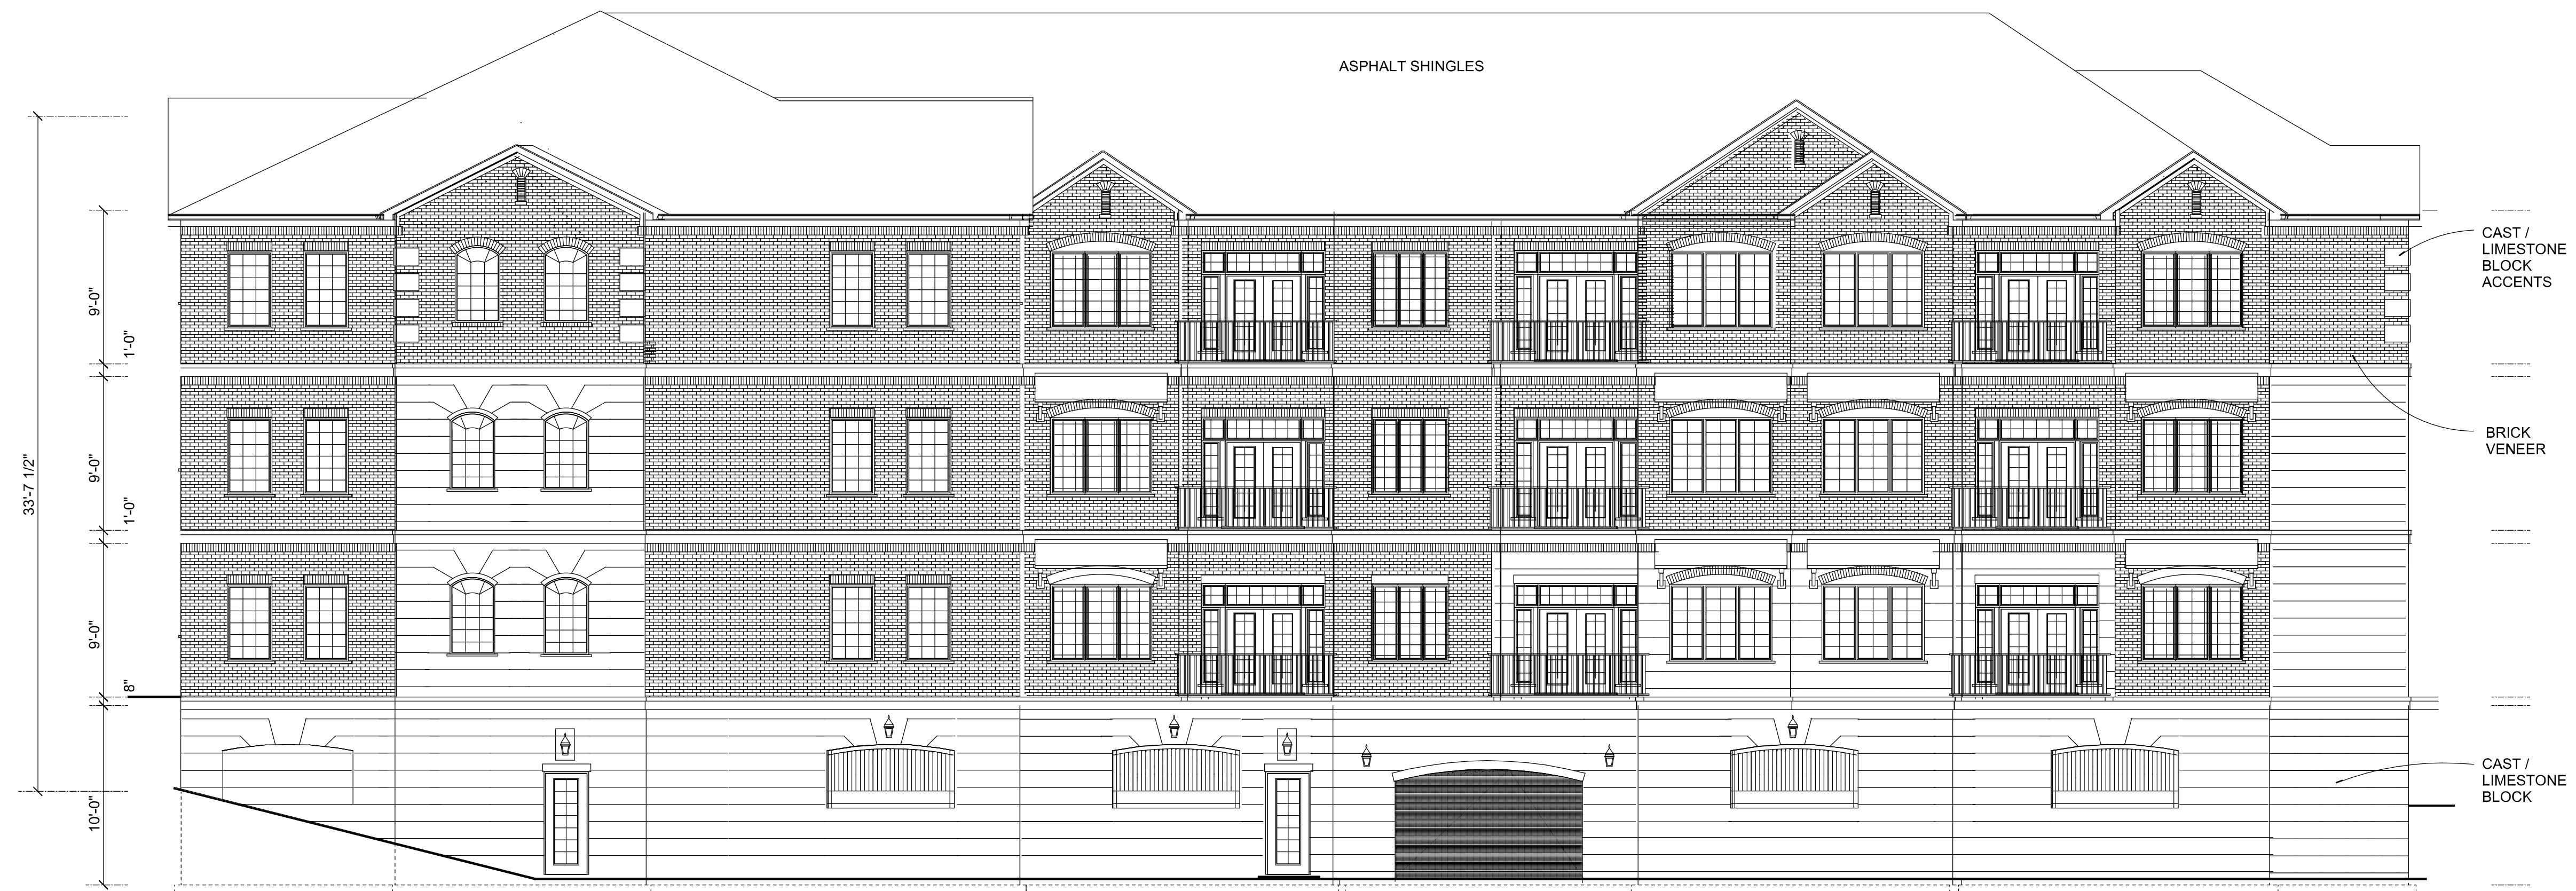 ASPHALT SHINGLES
CAST /
LIMESTONE
BLOCK
ACCENTS
9'-0"
1'-0"
BRICK
VENEER
9'-0"
33'-7 1/2"
1'-0"
9'-0"
8"
CAST /
LIMESTONE
BLOCK
10'-0"